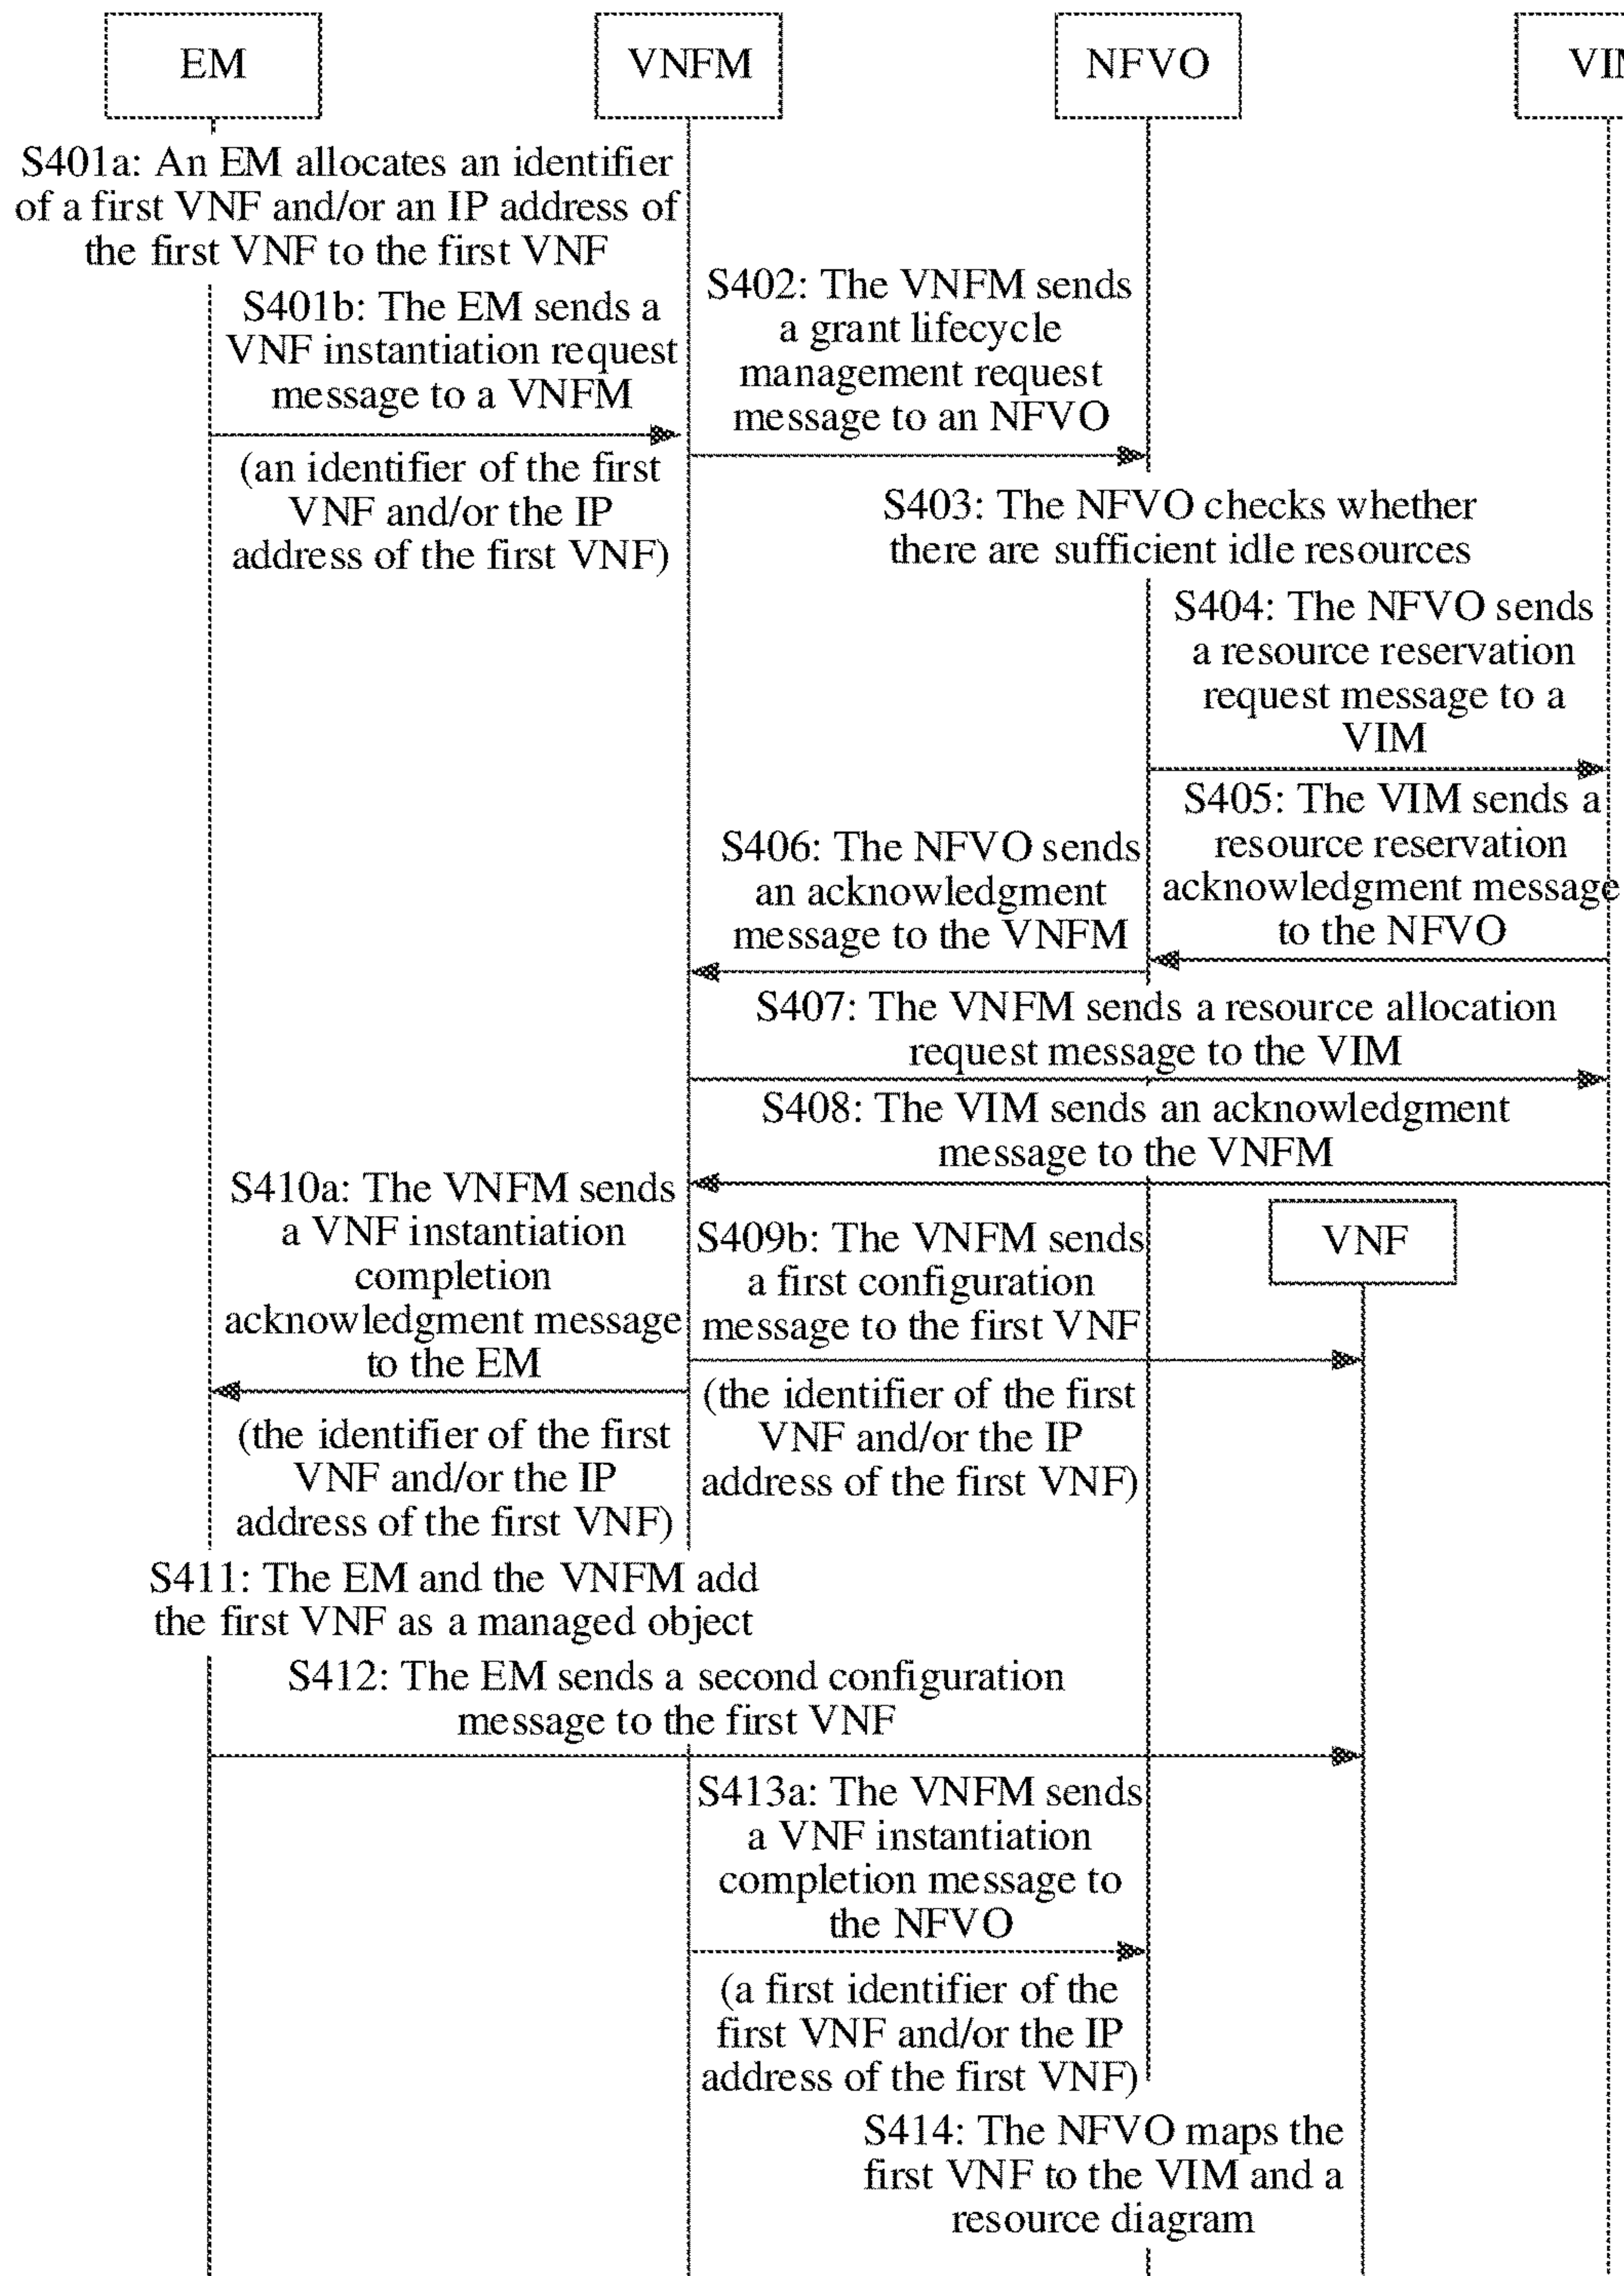 EM
VNFM
NFVO
VIM
S401a: An EM allocates an identifier
of a first VNF and/or an IP address of
the first VNF to the first VNF
S401b: The EM sends a
VNF instantiation request
message to a VNFM
(an identifier of the first
VNF and/or the IP
address of the first VNF)
S402: The VNFM sends
a grant lifecycle
management request
message to an NFVO
S403: The NFVO checks whether
there are sufficient idle resources
S404: The NFVO sends
a resource reservation
request message to a
VIM
S405: The VIM sends a
resource reservation
acknowledgment message
to the NFVO
S406: The NFVO sends
an acknowledgment
message to the VNFM
S407: The VNFM sends a resource allocation
request message to the VIM
S408: The VIM sends an acknowledgment
message to the VNFM
VNF
S409b: The VNFM sends
a first configuration
message to the first VNF
(the identifier of the first
VNF and/or the IP
address of the first VNF)
S410a: The VNFM sends
a VNF instantiation
completion
acknowledgment message
to the EM
(the identifier of the first
VNF and/or the IP
address of the first VNF)
S411: The EM and the VNFM add
the first VNF as a managed object
S412: The EM sends a second configuration
message to the first VNF
S413a: The VNFM sends
a VNF instantiation
completion message to
the NFVO
(a first identifier of the
first VNF and/or the IP
address of the first VNF)
S414: The NFVO maps the
first VNF to the VIM and a
resource diagram